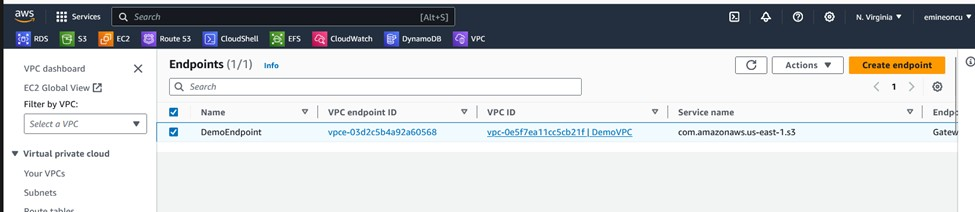 aws Services Search [Alt+S] N. Virginia emineoncu
RDS S3 EC2 Route 53 CloudShell EFS CloudWatch DynamoDB VPC
VPC dashboard
EC2 Global View
Filter by VPC:
Select a VPC
Virtual private cloud
Your VPCs
Subnets
Route tables
Endpoints (1/1) Info Actions Create endpoint
Search 1
Name VPC endpoint ID VPC ID Service name Endp
DemoEndpoint vpce-03d2c5b4a92a60568 vpc-0e5f7ea11cc5cb21f | DemoVPC com.amazonaws.us-east-1.s3 Gatew